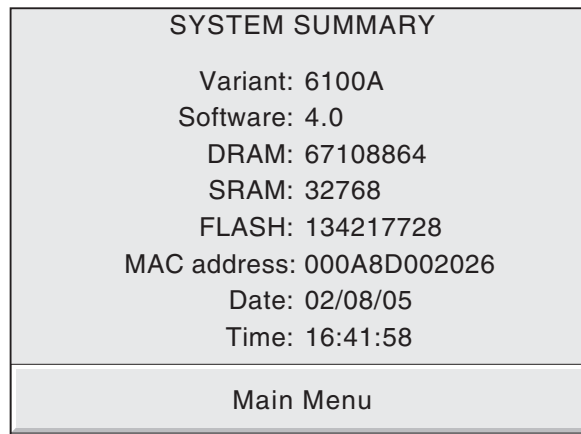 SYSTEM SUMMARY
Variant: 6100A
Software: 4.0
DRAM: 67108864
SRAM: 32768
FLASH: 134217728
MAC address: 000A8D002026
Date: 02/08/05
Time: 16:41:58
Main Menu